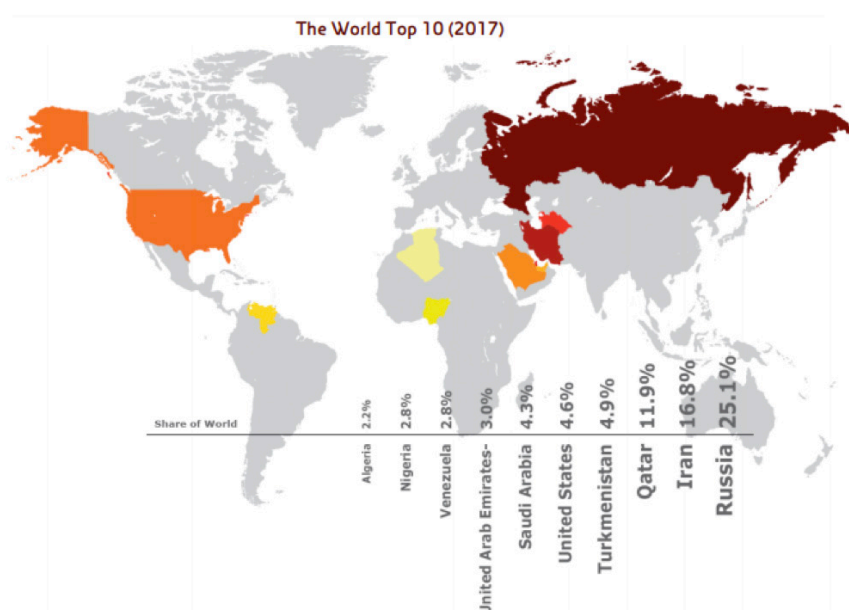 The World Top 10 (2017)
Share of World
2.2%
2.8%
2.8%
3.0%
4.3%
4.6%
4.9%
11.9%
16.8%
25.1%
Algeria
Nigeria
Venezuela
United Arab Emirates-
Saudi Arabia
United States
Turkmenistan
Qatar
Iran
Russia